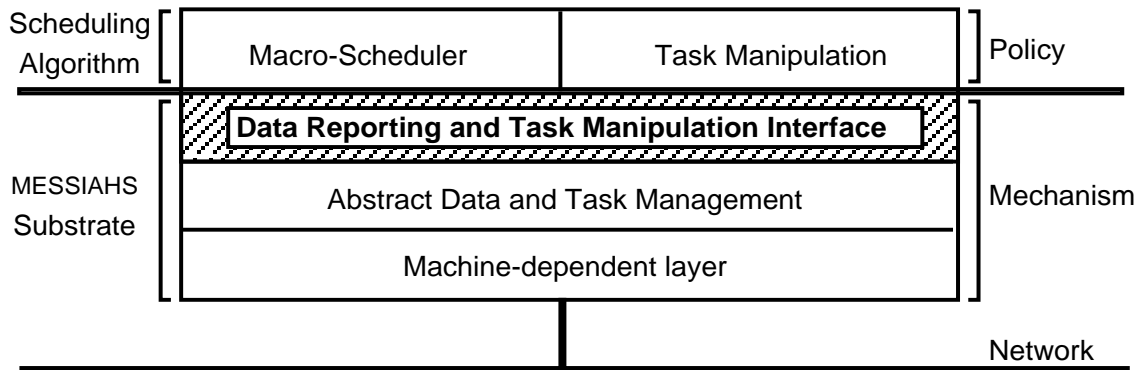 Scheduling
Algorithm
Macro-Scheduler
Task Manipulation
Policy
Data Reporting and Task Manipulation Interface
MESSIAHS
Substrate
Abstract Data and Task Management
Mechanism
Machine-dependent layer
Network